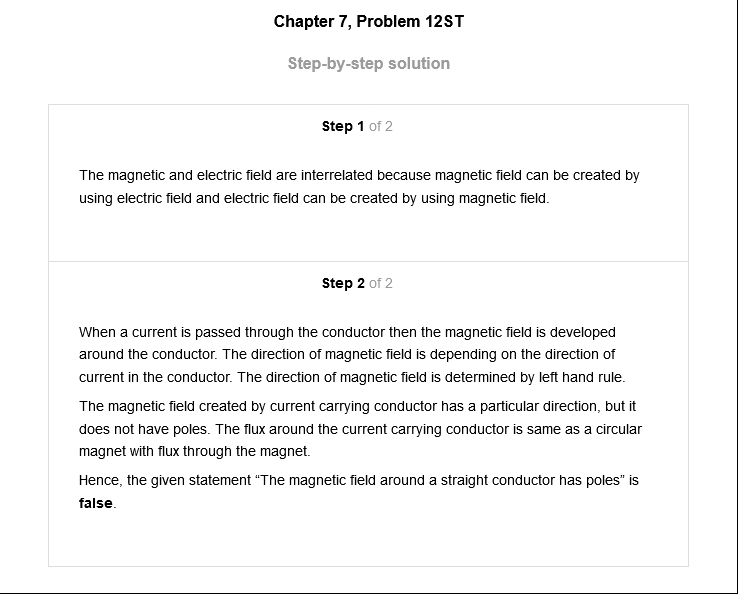 Chapter 7, Problem 12ST
Step-by-step solution
Step 1 of 2
The magnetic and electric field are interrelated because magnetic field can be created by
using electric field and electric field can be created by using magnetic field.
Step 2 of 2
When a current is passed through the conductor then the magnetic field is developed
around the conductor. The direction of magnetic field is depending on the direction of
current in the conductor. The direction of magnetic field is determined by left hand rule.
The magnetic field created by current carrying conductor has a particular direction, but it
does not have poles. The flux around the current carrying conductor is same as a circular
magnet with flux through the magnet.
Hence, the given statement “The magnetic field around a straight conductor has poles” is
false.